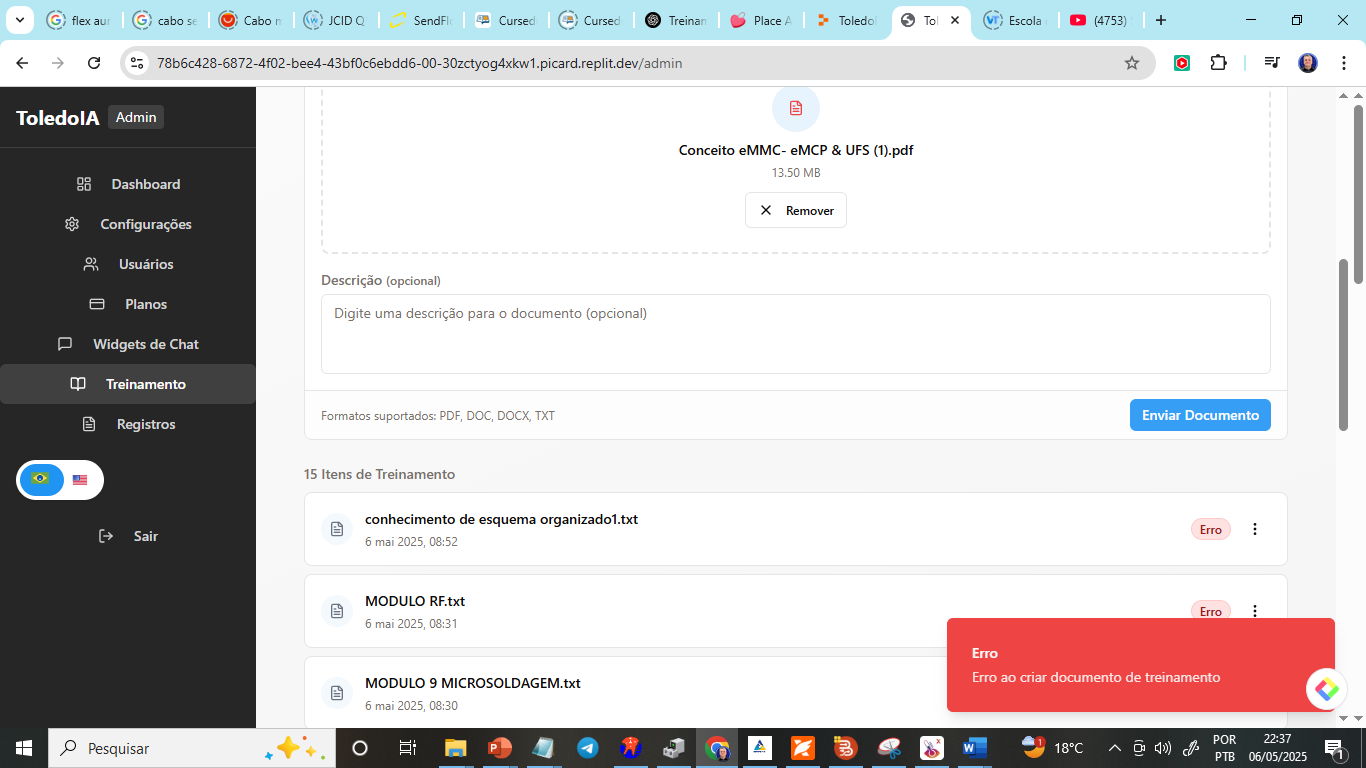 flex aur
cabo se
Cabo m
JCID Q
SendFl
Cursed
Cursed
Treinan
Place A
Toledo
Tol
Escola
(4753)
78b6c428-6872-4f02-bee4-43bf0c6ebdd6-00-30zctyog4xkw1.picard.replit.dev/admin
ToledoIA Admin
Dashboard
Configurações
Usuários
Planos
Widgets de Chat
Treinamento
Registros
Sair
Conceito eMMC- eMCP & UFS (1).pdf
13.50 MB
Remover
Descrição (opcional)
Digite uma descrição para o documento (opcional)
Formatos suportados: PDF, DOC, DOCX, TXT
Enviar Documento
15 Itens de Treinamento
conhecimento de esquema organizado1.txt
6 mai 2025, 08:52
Erro
MODULO RF.txt
6 mai 2025, 08:31
Erro
MODULO 9 MICROSOLDAGEM.txt
6 mai 2025, 08:30
Erro
Erro ao criar documento de treinamento
Pesquisar
18°C
POR
PTB
22:37
06/05/2025